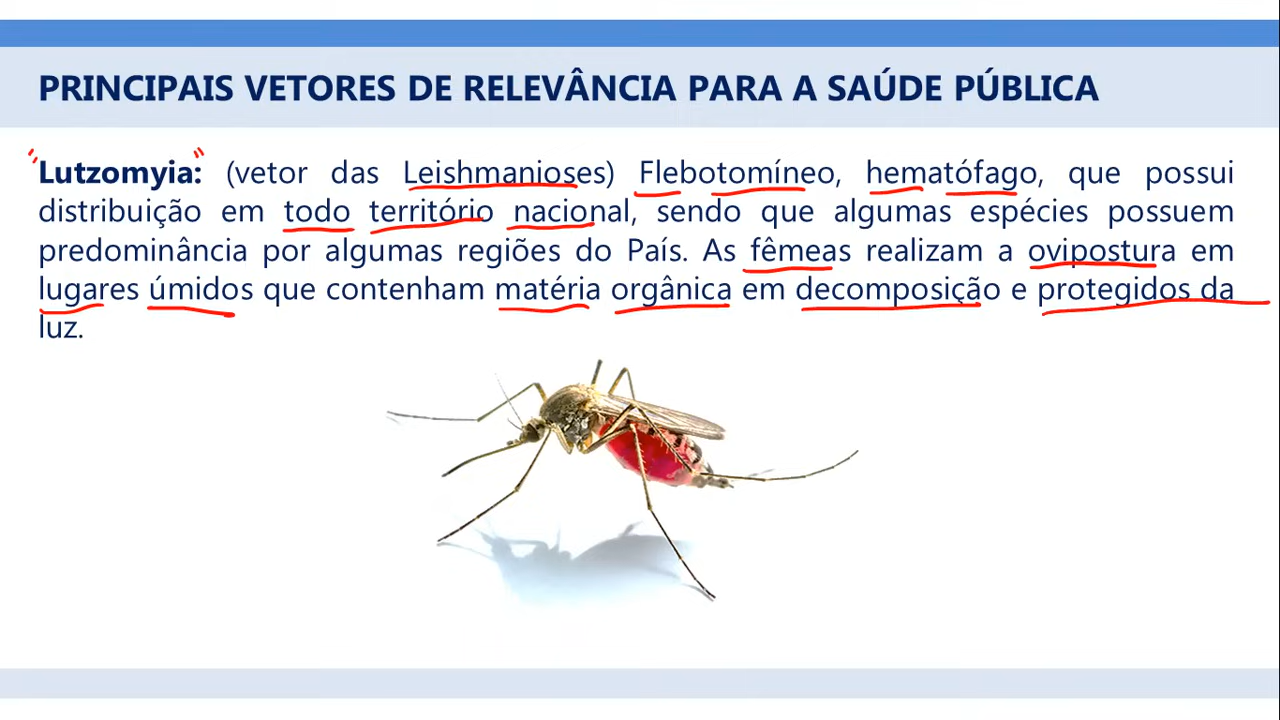 PRINCIPAIS VETORES DE RELEVÂNCIA PARA A SAÚDE PÚBLICA
"Lutzomyia:" (vetor das Leishmanioses) Flebotomíneo, hematófago, que possui
distribuição em todo território nacional, sendo que algumas espécies possuem
predominância por algumas regiões do País. As fêmeas realizam a ovipostura em
lugares úmidos que contenham matéria orgânica em decomposição e protegidos da
luz.